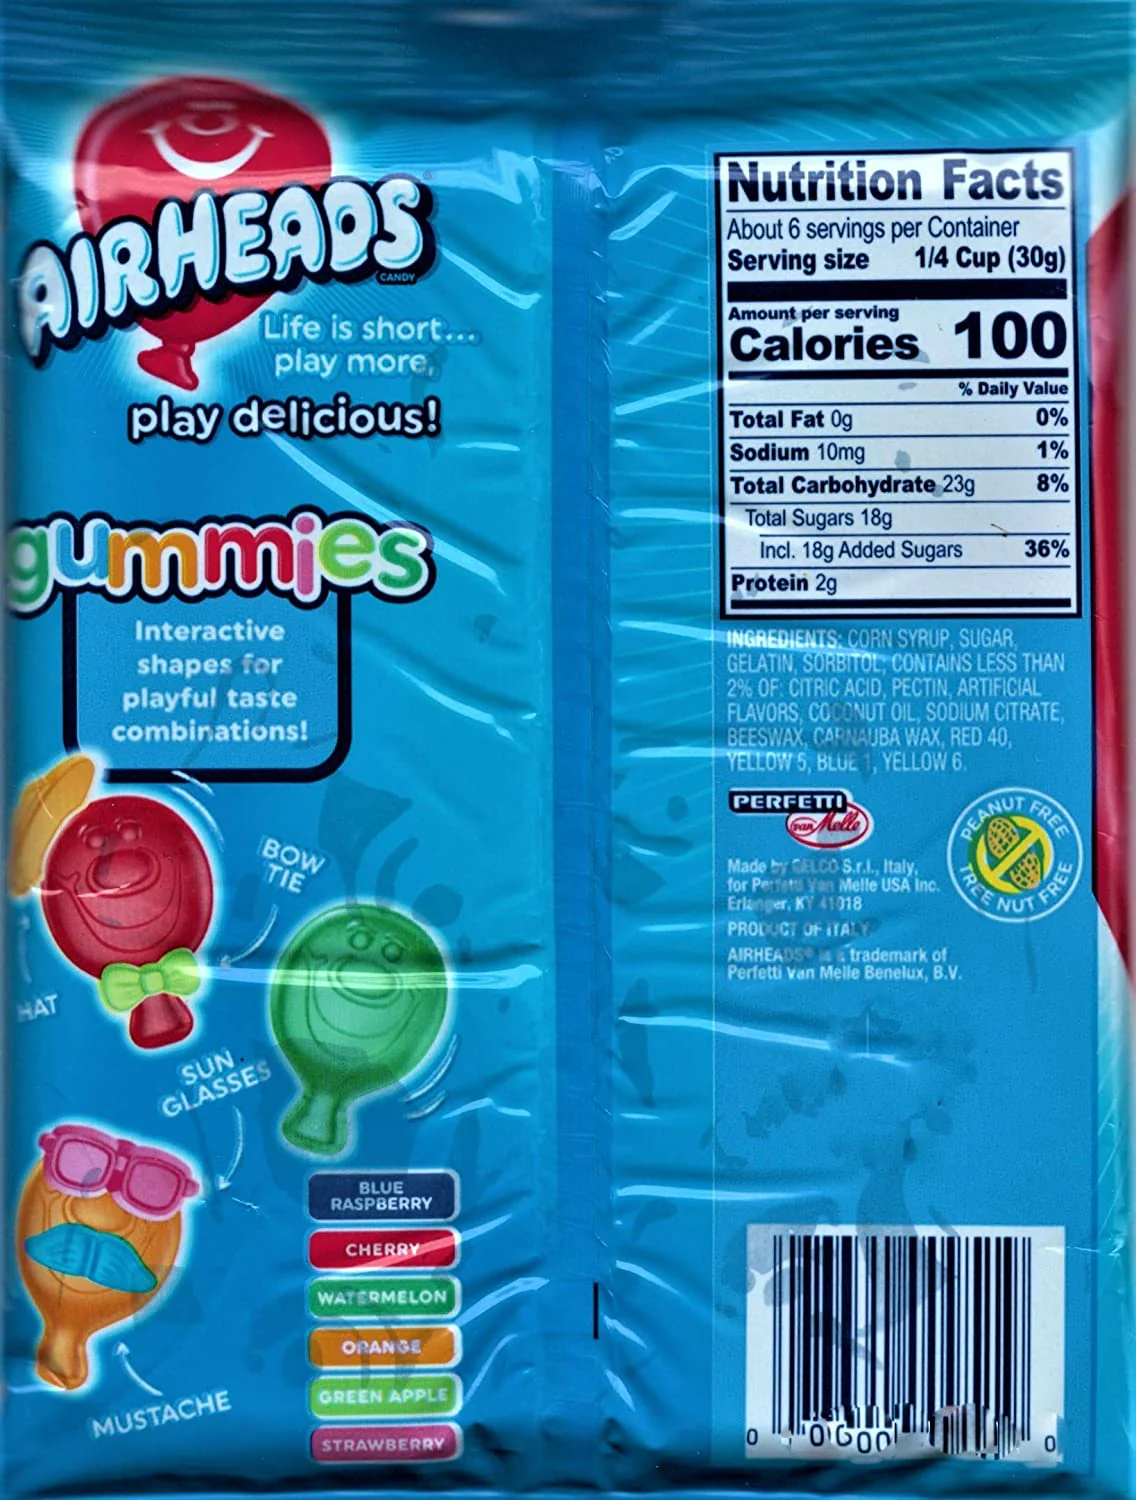 AIRHEADS®
CANDY
Life is short...
play more,
play delicious!
gummies
Interactive
shapes for
playful taste
combinations!
BOW
TIE
HAT
SUN
GLASSES
MUSTACHE
BLUE
RASPBERRY
CHERRY
WATERMELON
ORANGE
GREEN APPLE
STRAWBERRY
Nutrition Facts
About 6 servings per Container
Serving size 1/4 Cup (30g)
Amount per serving
Calories 100
% Daily Value
Total Fat 0g 0%
Sodium 10mg 1%
Total Carbohydrate 23g 8%
Total Sugars 18g
Incl. 18g Added Sugars 36%
Protein 2g
INGREDIENTS: CORN SYRUP, SUGAR,
GELATIN, SORBITOL; CONTAINS LESS THAN
2% OF: CITRIC ACID, PECTIN, ARTIFICIAL
FLAVORS, COCONUT OIL, SODIUM CITRATE,
BEESWAX, CARNAUBA WAX, RED 40,
YELLOW 5, BLUE 1, YELLOW 6.
PERFETTI
van Melle
PEANUT FREE
TREE NUT FREE
Made by GELCO S.r.l., Italy,
for Perfetti Van Melle USA Inc.
Erlanger, KY 41018
PRODUCT OF ITALY
AIRHEADS® is a trademark of
Perfetti Van Melle Benelux, B.V.
0 0